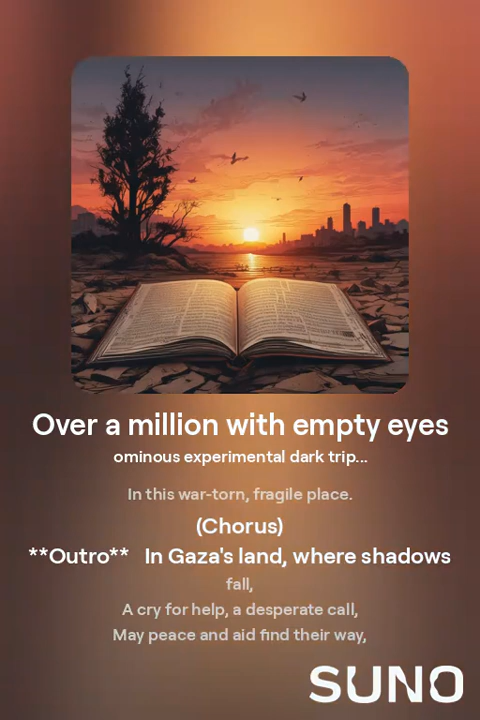 Over a million with empty eyes
ominous experimental dark trip...
In this war-torn, fragile place.
(Chorus)
**Outro** In Gaza's land, where shadows
fall,
A cry for help, a desperate call,
May peace and aid find their way,
SUNO